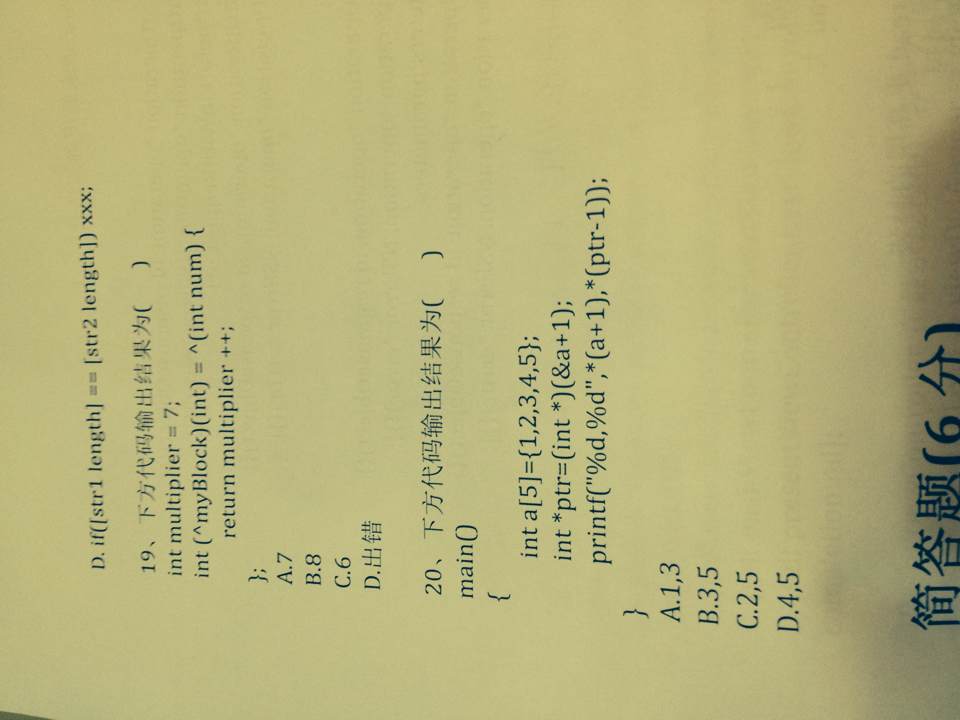 D. if([str1 length] == [str2 length]) xxx;
19、下方代码输出结果为( )
int multiplier = 7;
int (^myBlock)(int) = ^(int num) {
return multiplier ++;
};
A.7
B.8
C.6
D.出错
20、下方代码输出结果为( )
main()
{
int a[5]={1,2,3,4,5};
int *ptr=(int *)(&a+1);
printf("%d,%d",*(a+1),*(ptr-1));
}
A.1,3
B.3,5
C.2,5
D.4,5
简答题(6 分)